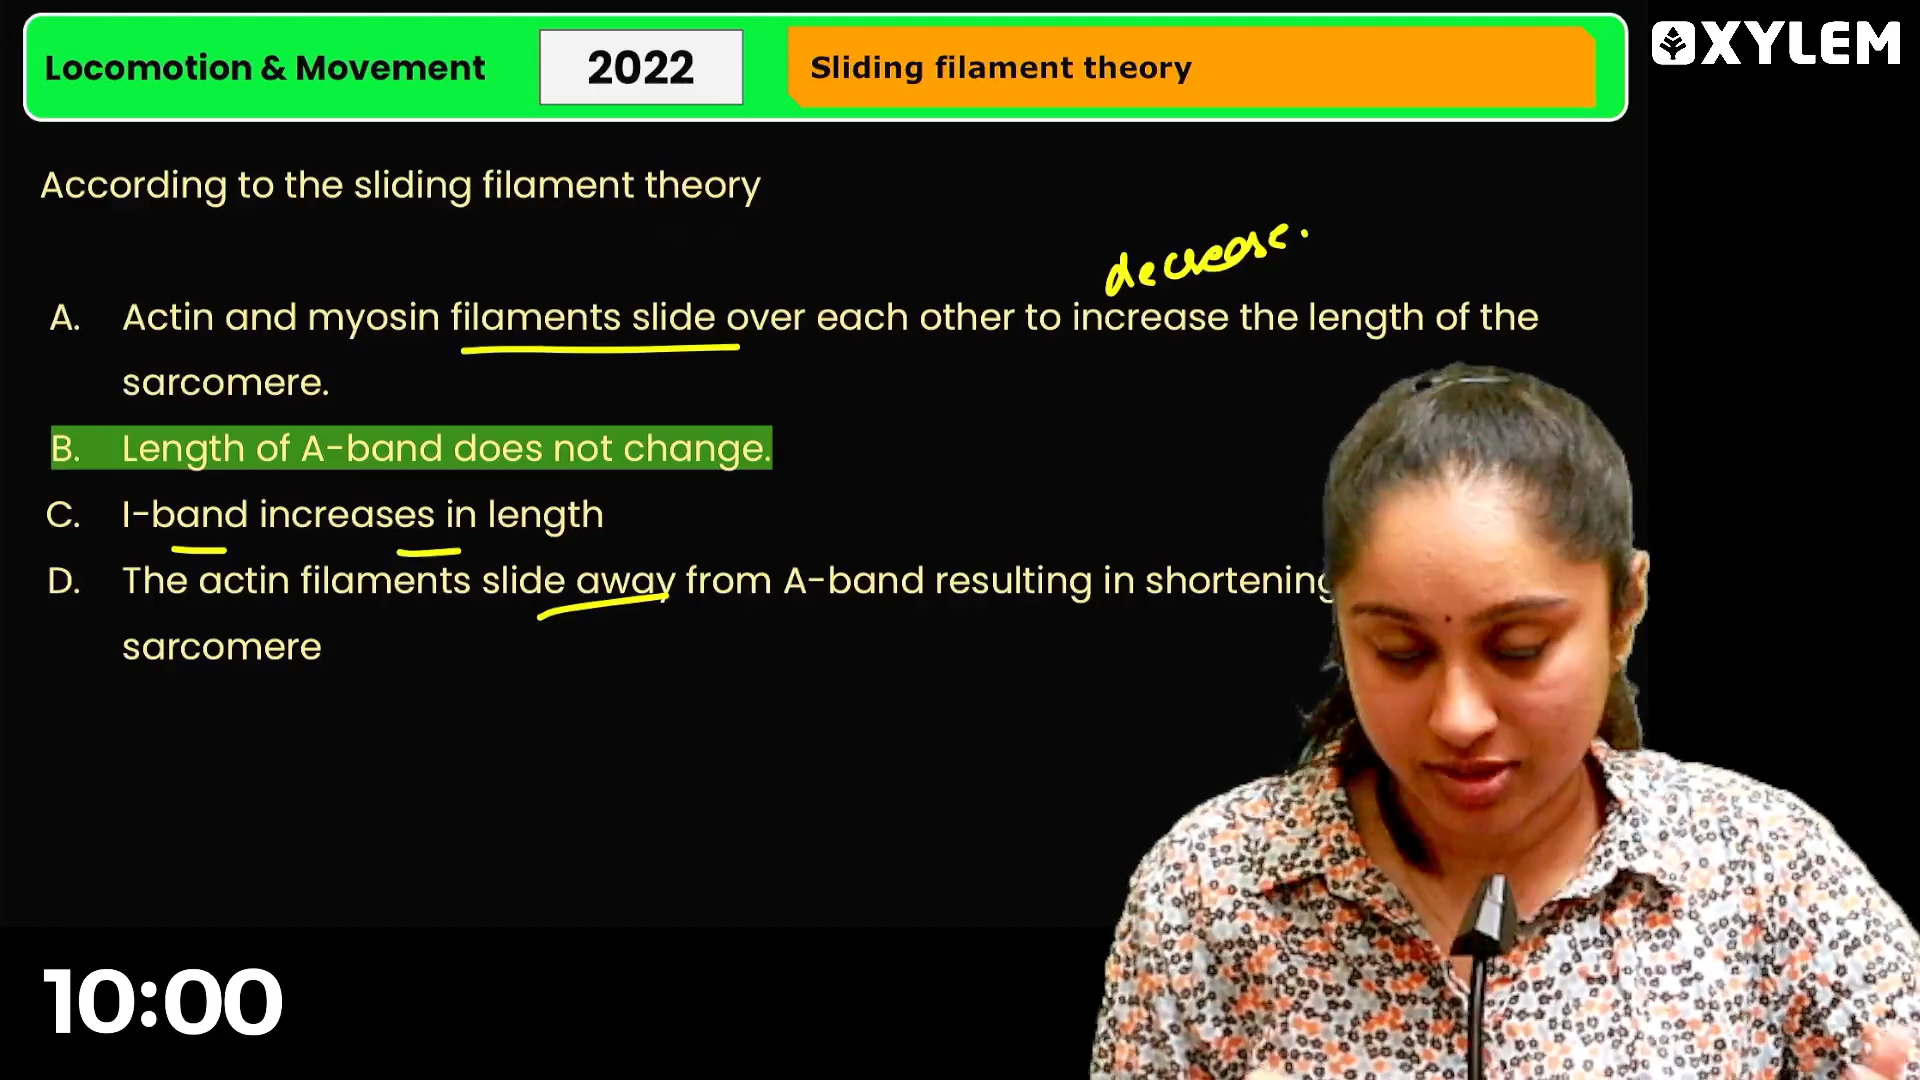 Locomotion & Movement
2022
Sliding filament theory
XYLEM
According to the sliding filament theory
decrease.
A. Actin and myosin filaments slide over each other to increase the length of the
sarcomere.
B. Length of A-band does not change.
C. I-band increases in length
D. The actin filaments slide away from A-band resulting in shortening
sarcomere
10:00